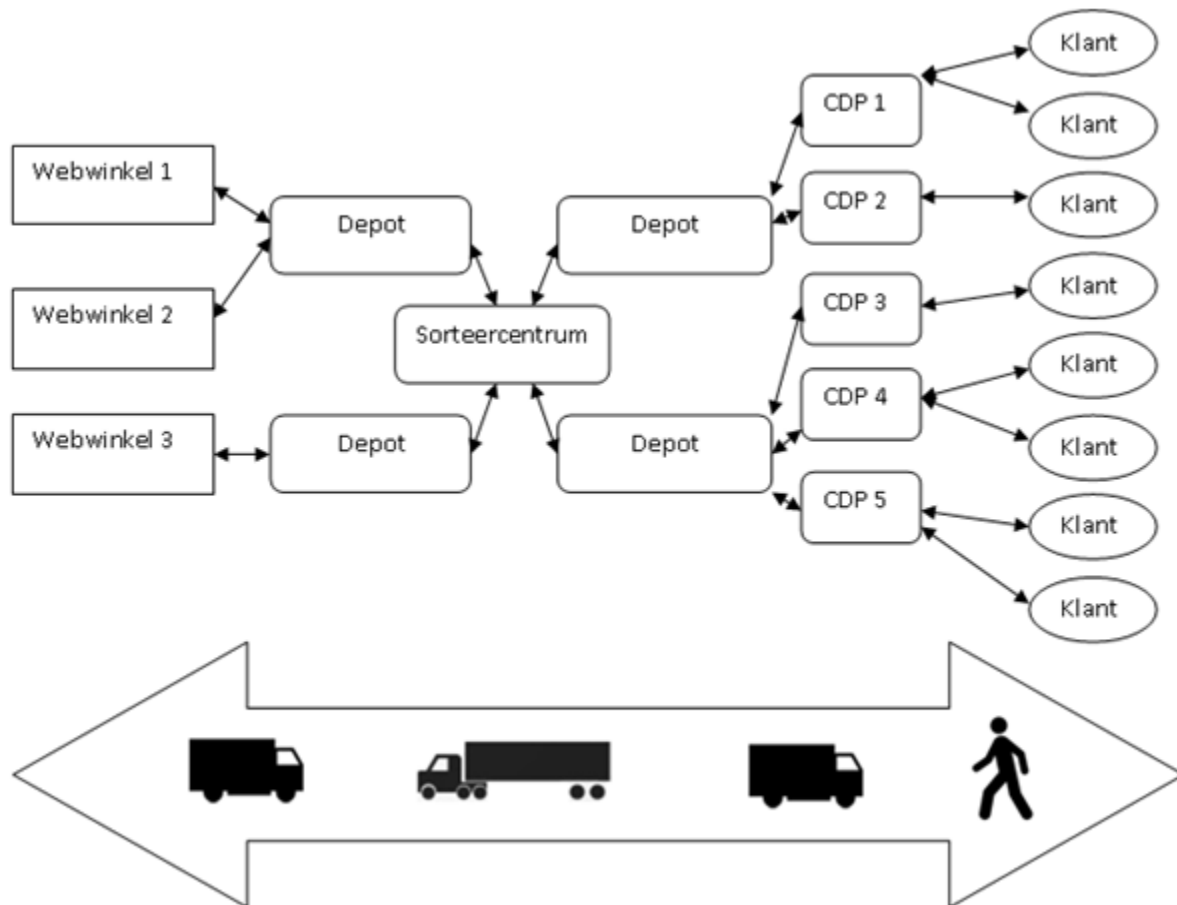 Klant
CDP 1
Klant
Webwinkel 1
CDP 2
Klant
Depot
Depot
Klant
CDP 3
Webwinkel 2
Sorteercentrum
Klant
CDP 4
Webwinkel 3
Depot
Depot
Klant
CDP 5
Klant
Klant